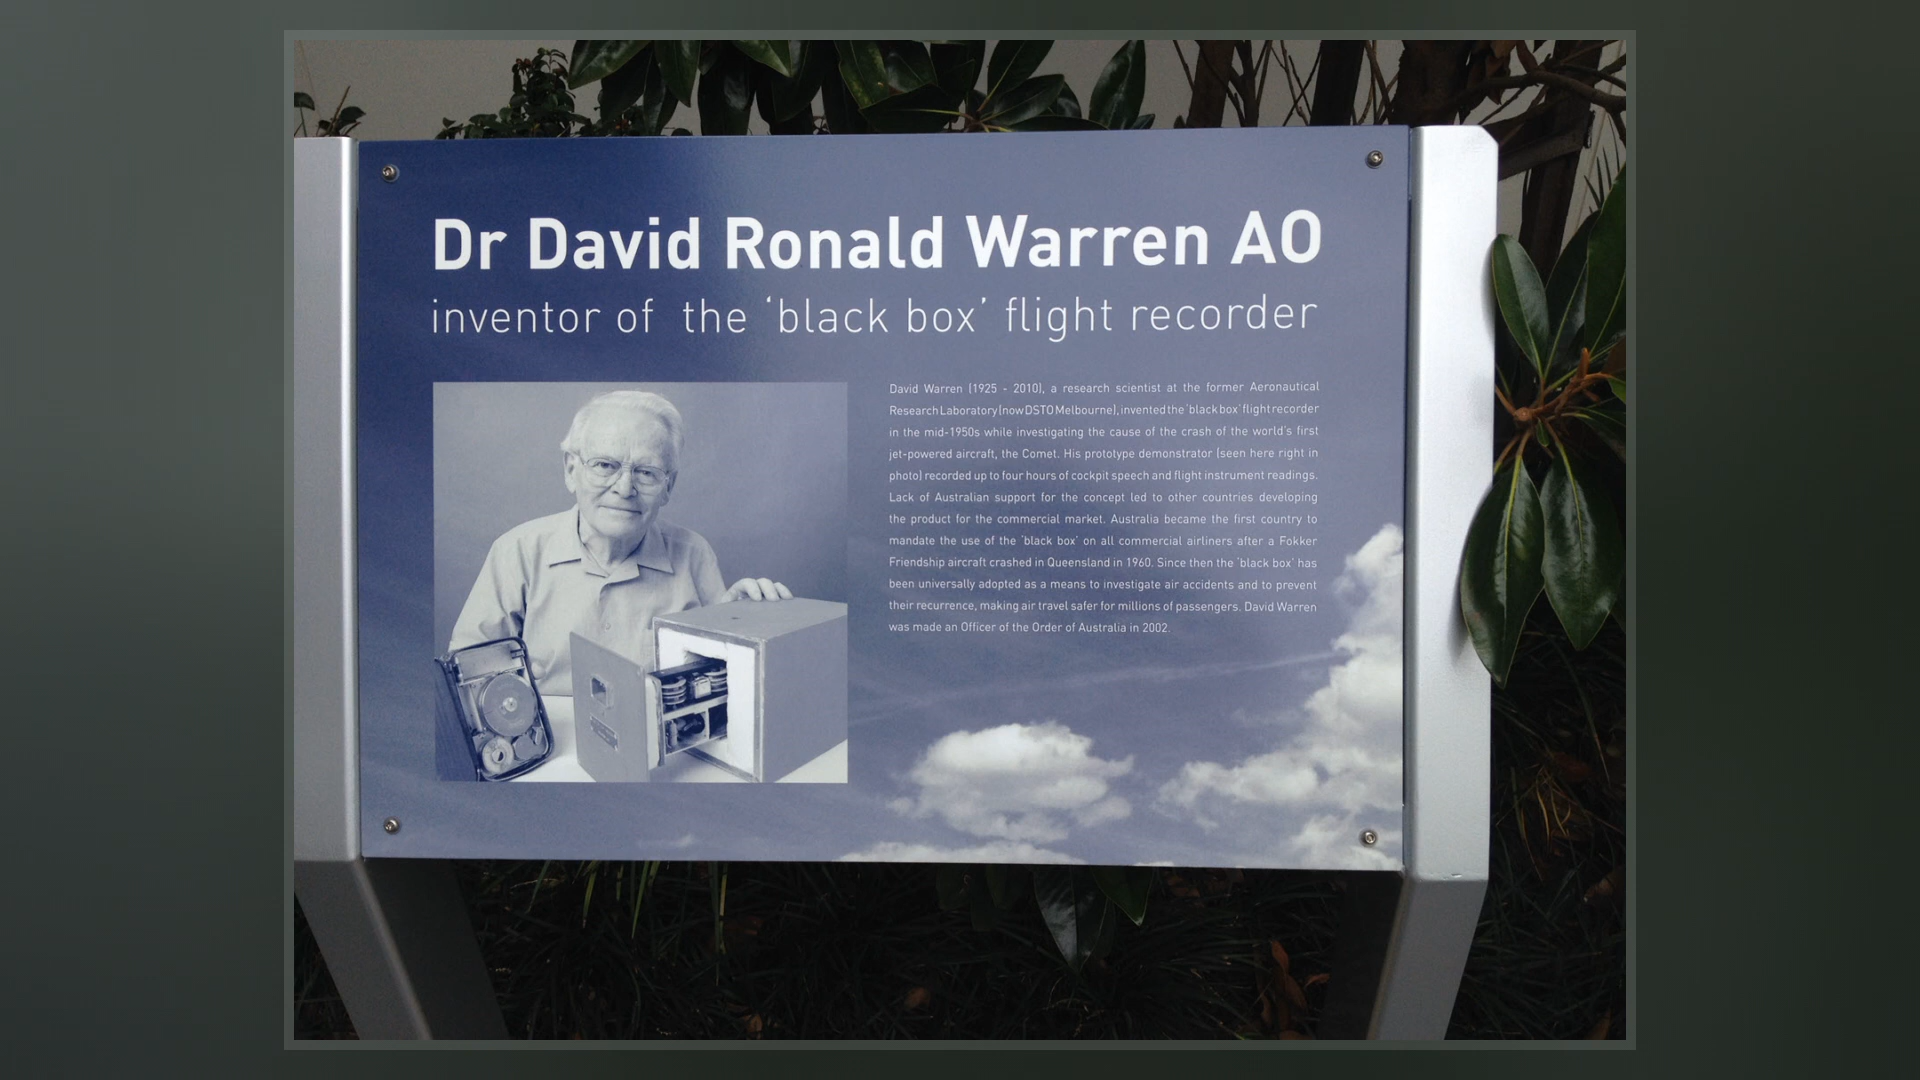 Dr David Ronald Warren AO
inventor of the ‘black box’ flight recorder
David Warren (1925 - 2010), a research scientist at the former Aeronautical
Research Laboratory (now DSTO Melbourne), invented the ‘black box’ flight recorder
in the mid-1950s while investigating the cause of the crash of the world’s first
jet-powered aircraft, the Comet. His prototype demonstrator (seen here right in
photo) recorded up to four hours of cockpit speech and flight instrument readings.
Lack of Australian support for the concept led to other countries developing
the product for the commercial market. Australia became the first country to
mandate the use of the ‘black box’ on all commercial airliners after a Fokker
Friendship aircraft crashed in Queensland in 1960. Since then the ‘black box’ has
been universally adopted as a means to investigate air accidents and to prevent
their recurrence, making air travel safer for millions of passengers. David Warren
was made an Officer of the Order of Australia in 2002.